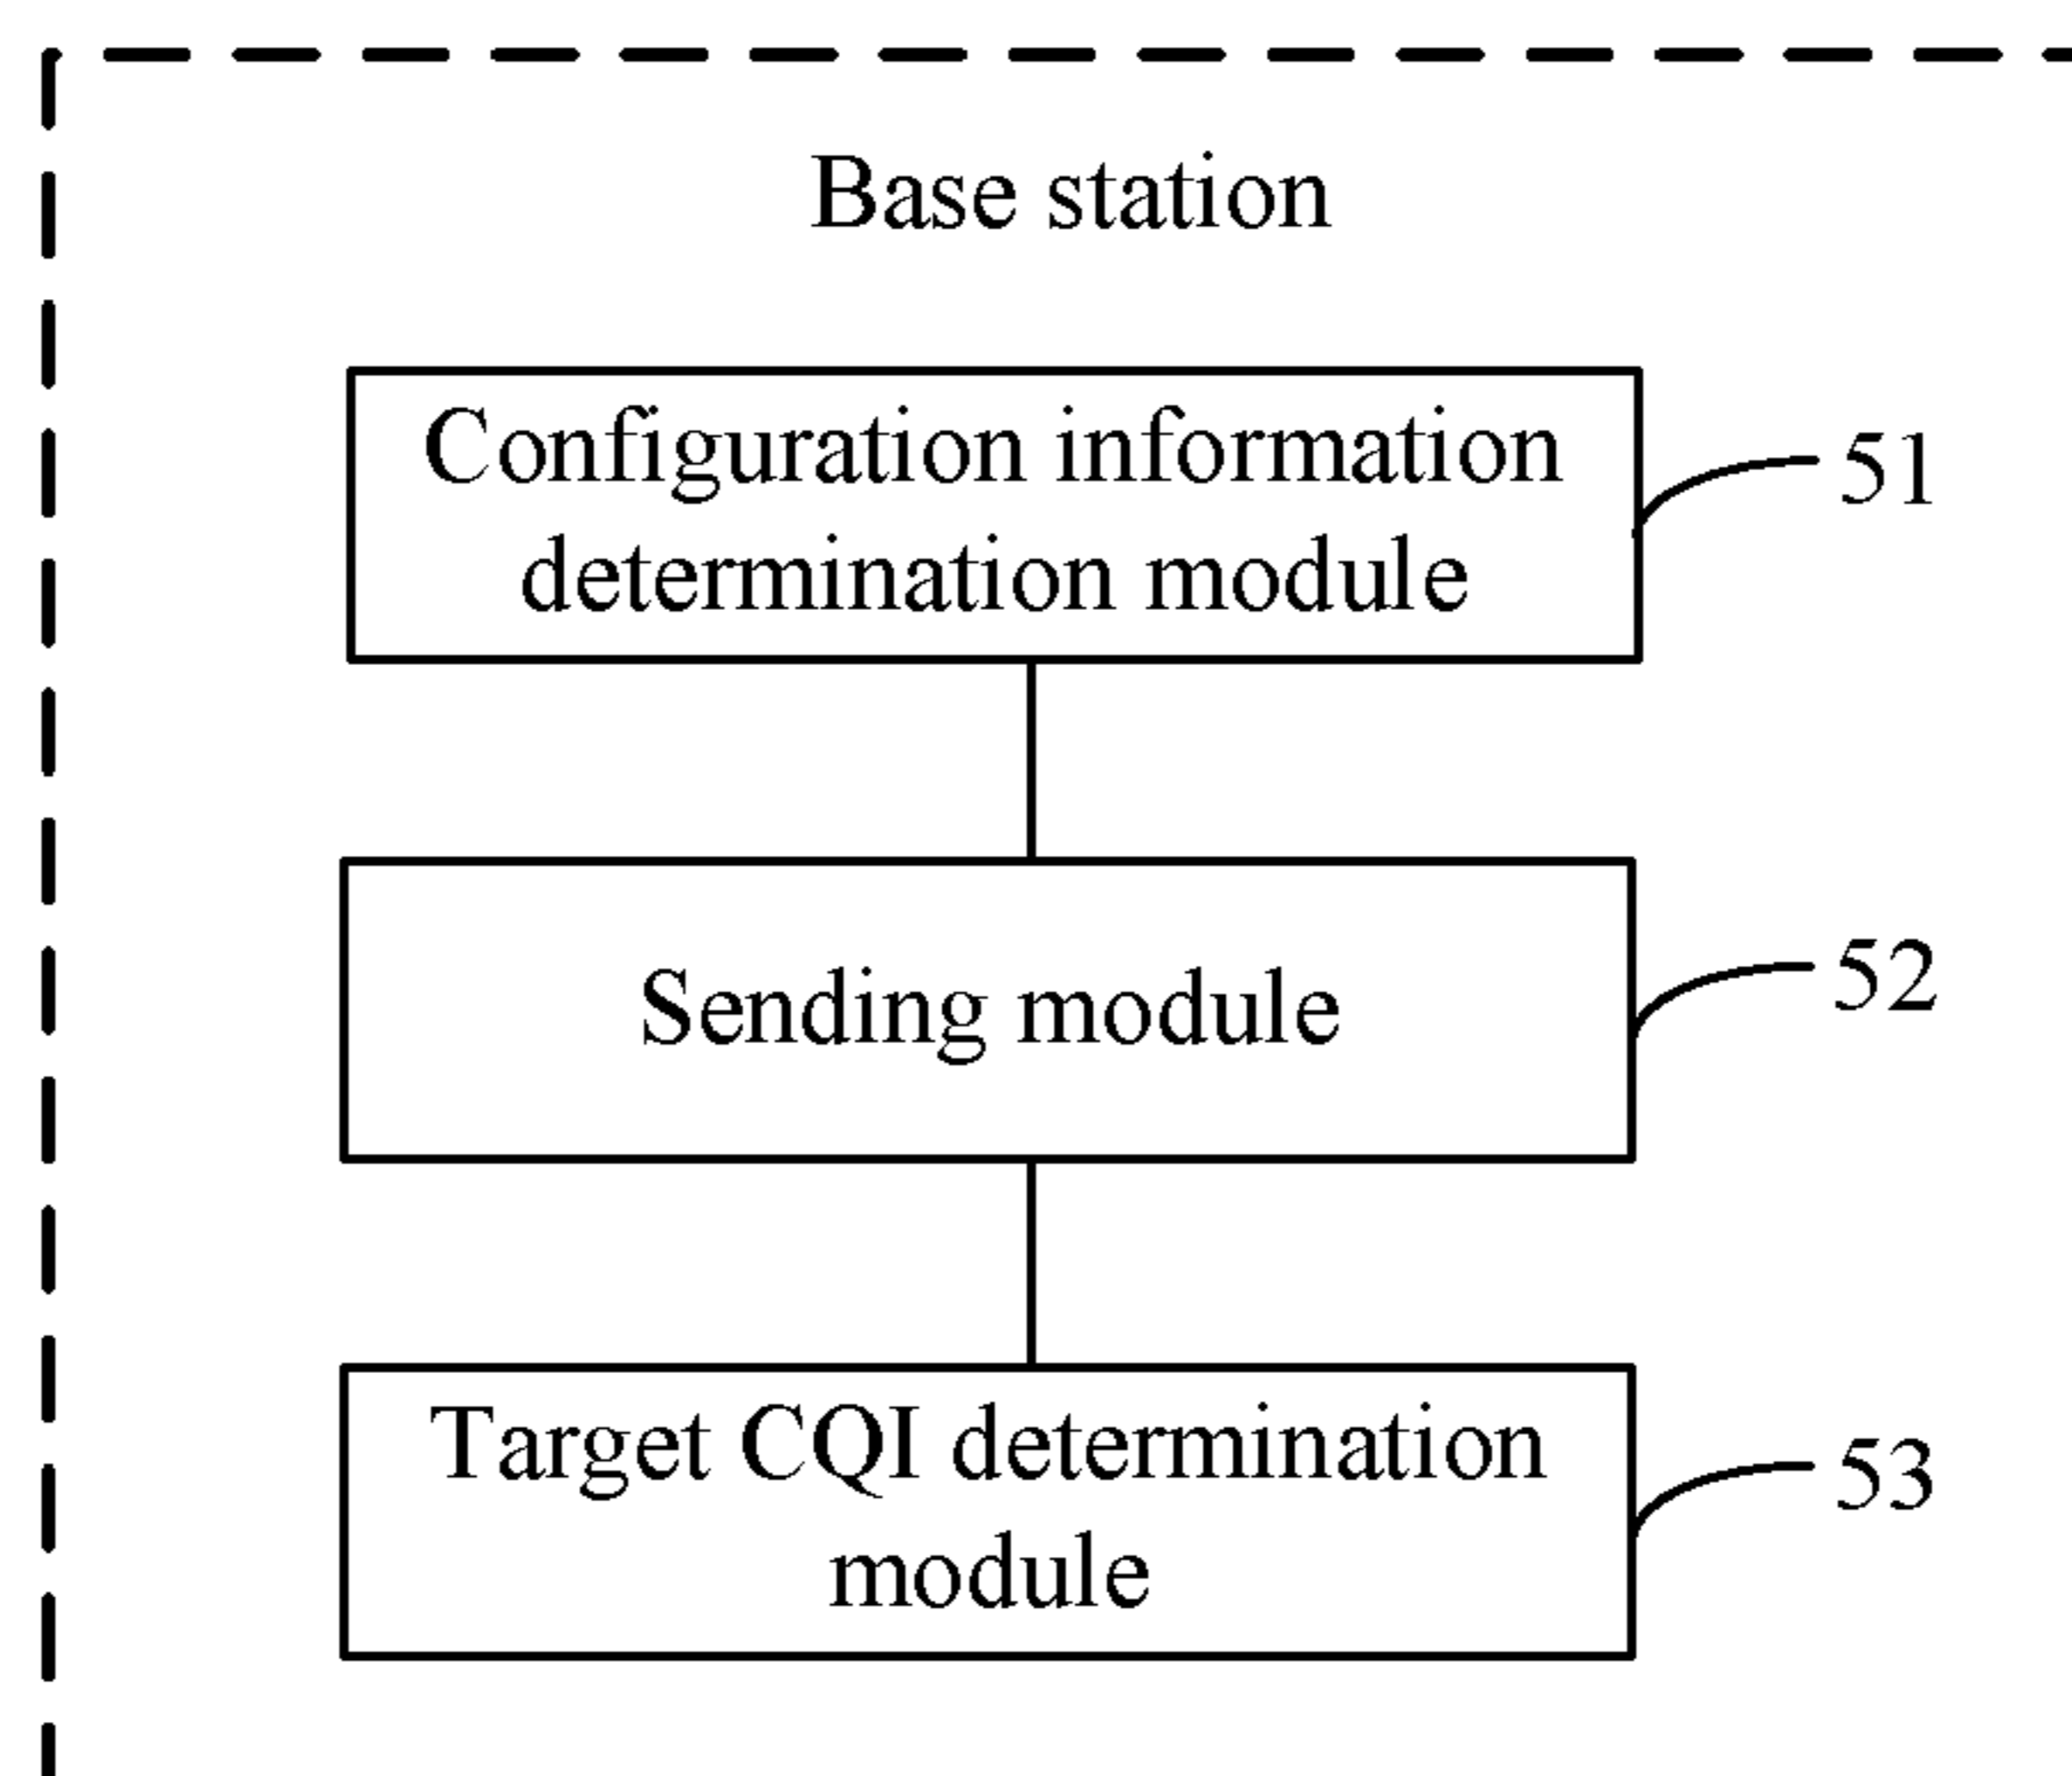 Base station
Configuration information
determination module
51
Sending module
52
Target CQI determination
module
53